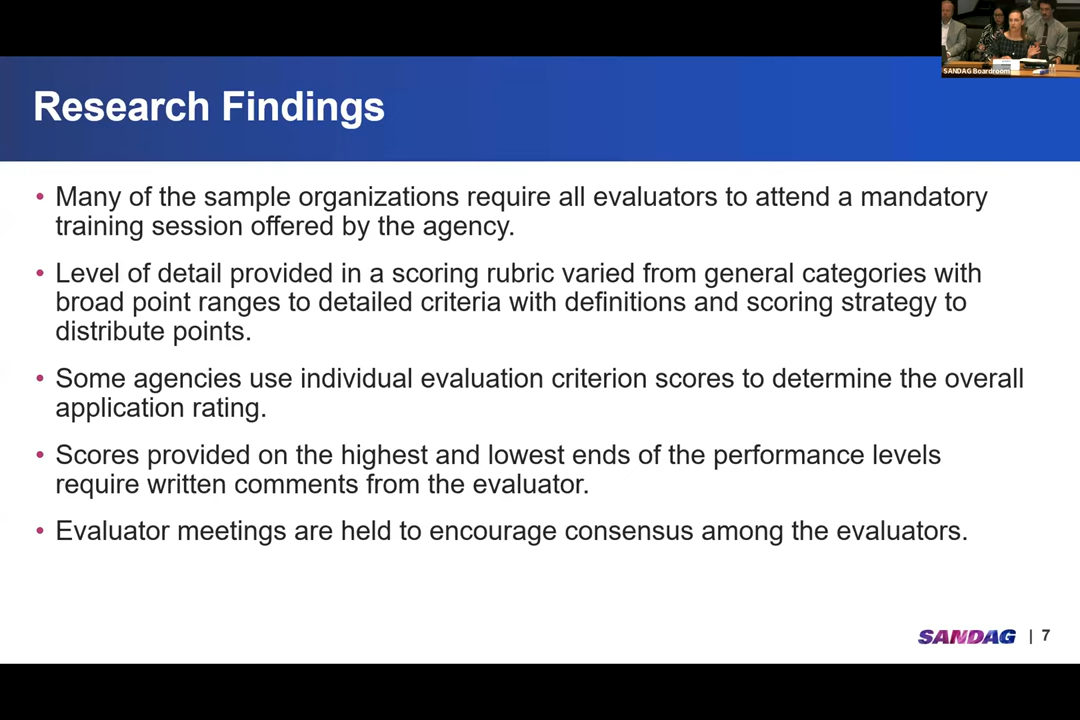 SANDAG Boardroom
Research Findings
• Many of the sample organizations require all evaluators to attend a mandatory
training session offered by the agency.
• Level of detail provided in a scoring rubric varied from general categories with
broad point ranges to detailed criteria with definitions and scoring strategy to
distribute points.
• Some agencies use individual evaluation criterion scores to determine the overall
application rating.
• Scores provided on the highest and lowest ends of the performance levels
require written comments from the evaluator.
• Evaluator meetings are held to encourage consensus among the evaluators.
SANDAG | 7